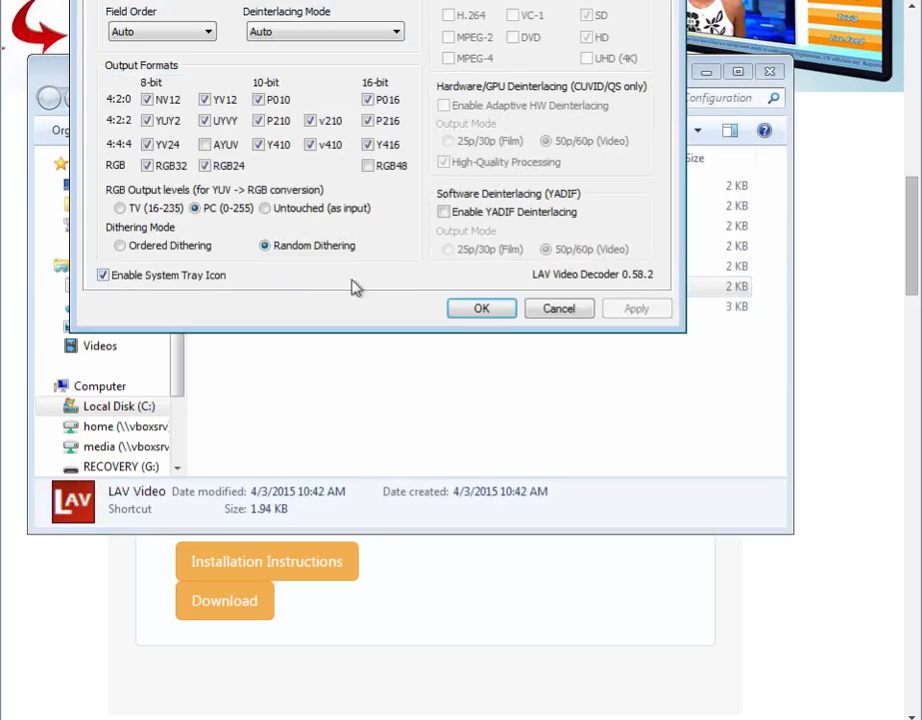 Field Order
Deinterlacing Mode
Auto
Auto
Output Formats
8-bit 10-bit 16-bit
4:2:0 NV12 YV12 P010 P016
4:2:2 YUY2 UYVY P210 v210 P216
4:4:4 YV24 AYUV Y410 v410 Y416
RGB RGB32 RGB24 RGB48
RGB Output levels (for YUV -> RGB conversion)
TV (16-235) PC (0-255) Untouched (as input)
Dithering Mode
Ordered Dithering Random Dithering
Enable System Tray Icon
H.264 VC-1 SD
MPEG-2 DVD HD
MPEG-4 UHD (4K)
Hardware/GPU Deinterlacing (CUVID/QS only)
Enable Adaptive HW Deinterlacing
Output Mode
25p/30p (Film) 50p/60p (Video)
High-Quality Processing
Software Deinterlacing (YADIF)
Enable YADIF Deinterlacing
Output Mode
25p/30p (Film) 50p/60p (Video)
LAV Video Decoder 0.58.2
OK Cancel Apply
Trivia
Configuration
Org
Size
2 KB
2 KB
2 KB
2 KB
2 KB
2 KB
3 KB
Videos
Computer
Local Disk (C:)
home (\\vboxsrv
media (\\vboxsrv
RECOVERY (G:)
LAV
LAV Video Date modified: 4/3/2015 10:42 AM Date created: 4/3/2015 10:42 AM
Shortcut Size: 1.94 KB
Installation Instructions
Download